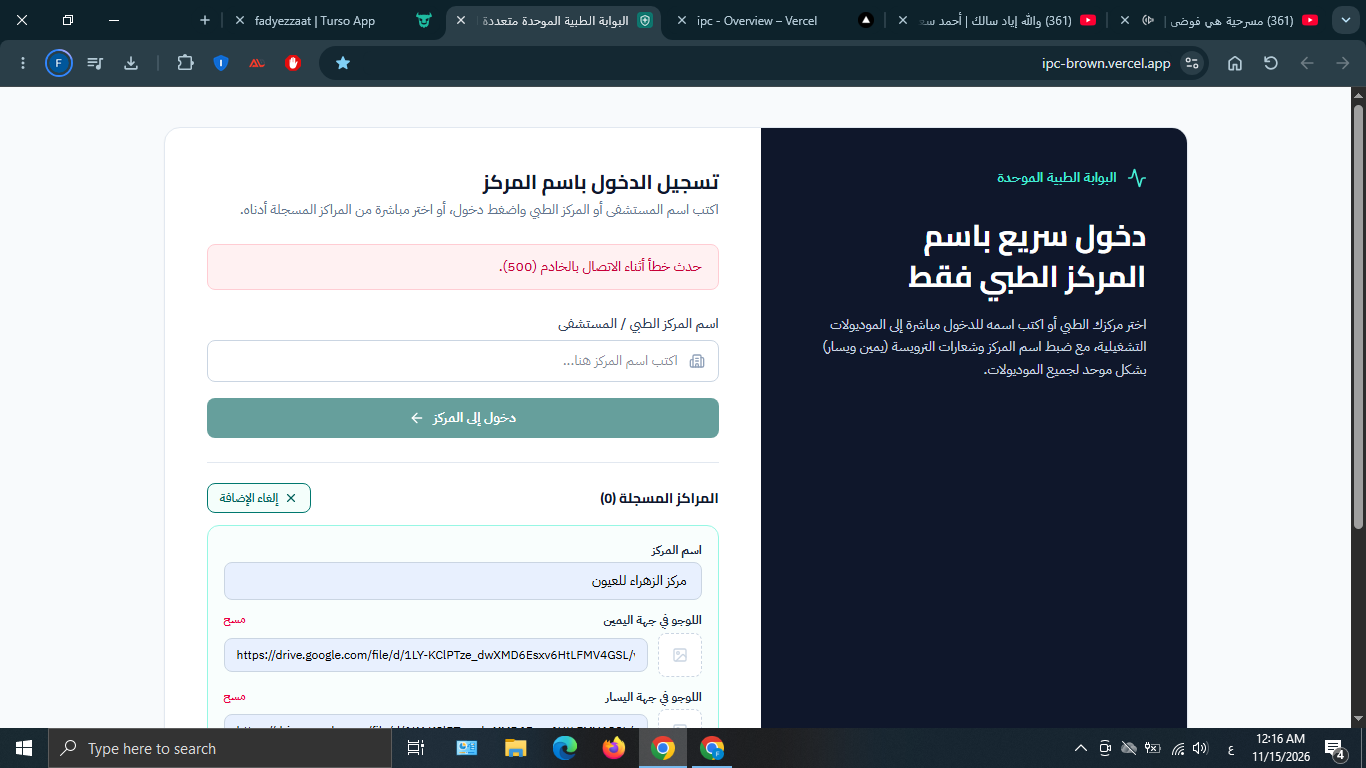 fadyezzaat | Turso App
البوابة الطبية الموحدة متعددة
ipc - Overview – Vercel
(361) والله إياد سالك | أحمد سع
(361) مسرحية هي فوضى
F
ipc-brown.vercel.app
البوابة الطبية الموحدة
دخول سريع باسم
المركز الطبي فقط
اختر مركزك الطبي أو اكتب اسمه للدخول مباشرة إلى الموديولات
التشغيلية، مع ضبط اسم المركز وشعارات الترويسة (يمين ويسار)
بشكل موحد لجميع الموديولات.
تسجيل الدخول باسم المركز
اكتب اسم المستشفى أو المركز الطبي واضغط دخول، أو اختر مباشرة من المراكز المسجلة أدناه.
حدث خطأ أثناء الاتصال بالخادم (500).
اسم المركز الطبي / المستشفى
اكتب اسم المركز هنا...
دخول إلى المركز
المراكز المسجلة (0)
إلغاء الإضافة
اسم المركز
مركز الزهراء للعيون
اللوجو في جهة اليمين
مسح
https://drive.google.com/file/d/1LY-KClPTze_dwXMD6Esxv6HtLFMV4GSL/
اللوجو في جهة اليسار
مسح
Type here to search
ع
12:16 AM
11/15/2026
4